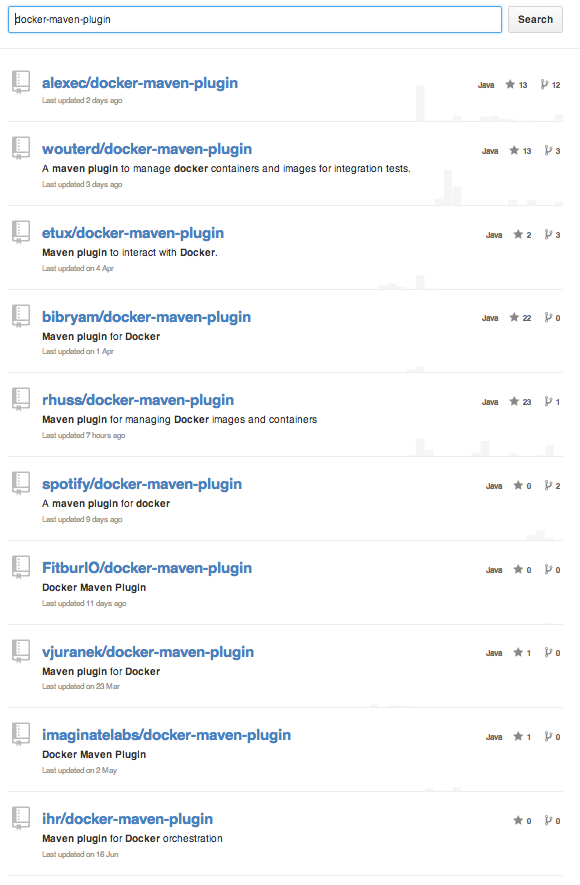 docker-maven-plugin Search
alexec/docker-maven-plugin Java 13 12
Last updated 2 days ago
wouterd/docker-maven-plugin Java 13 3
A maven plugin to manage docker containers and images for integration tests.
Last updated 3 days ago
etux/docker-maven-plugin Java 2 3
Maven plugin to interact with Docker.
Last updated on 4 Apr
bibryam/docker-maven-plugin Java 22 0
Maven plugin for Docker
Last updated on 1 Apr
rhuss/docker-maven-plugin Java 23 1
Maven plugin for managing Docker images and containers
Last updated 7 hours ago
spotify/docker-maven-plugin Java 0 2
A maven plugin for docker
Last updated 9 days ago
FitburIO/docker-maven-plugin Java 0 0
Docker Maven Plugin
Last updated 11 days ago
vjuranek/docker-maven-plugin Java 1 0
Maven plugin for Docker
Last updated on 23 Mar
imaginatelabs/docker-maven-plugin Java 1 0
Docker Maven Plugin
Last updated on 2 May
ihr/docker-maven-plugin 0 0
Maven plugin for Docker orchestration
Last updated on 16 Jun